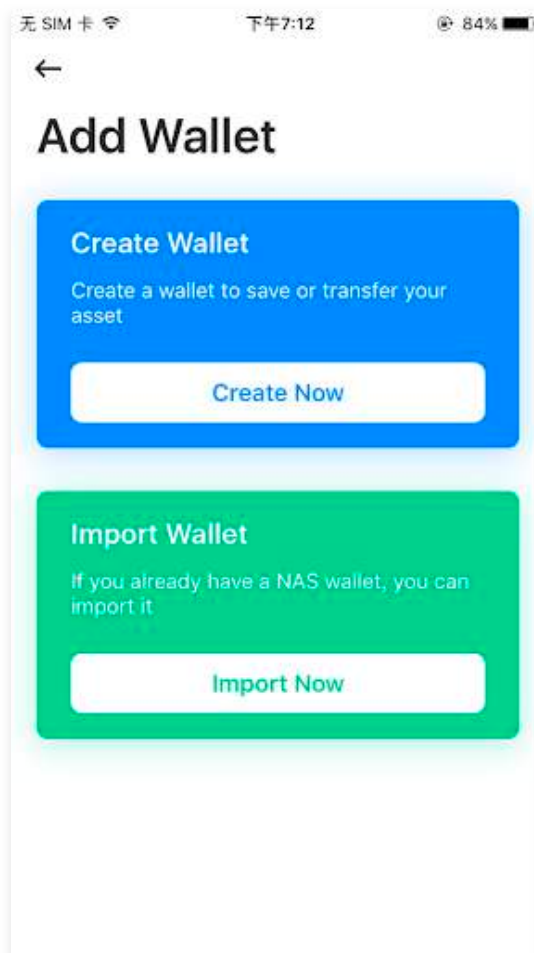 无 SIM 卡 下午7:12 84%
Add Wallet
Create Wallet
Create a wallet to save or transfer your
asset
Create Now
Import Wallet
If you already have a NAS wallet, you can
import it
Import Now